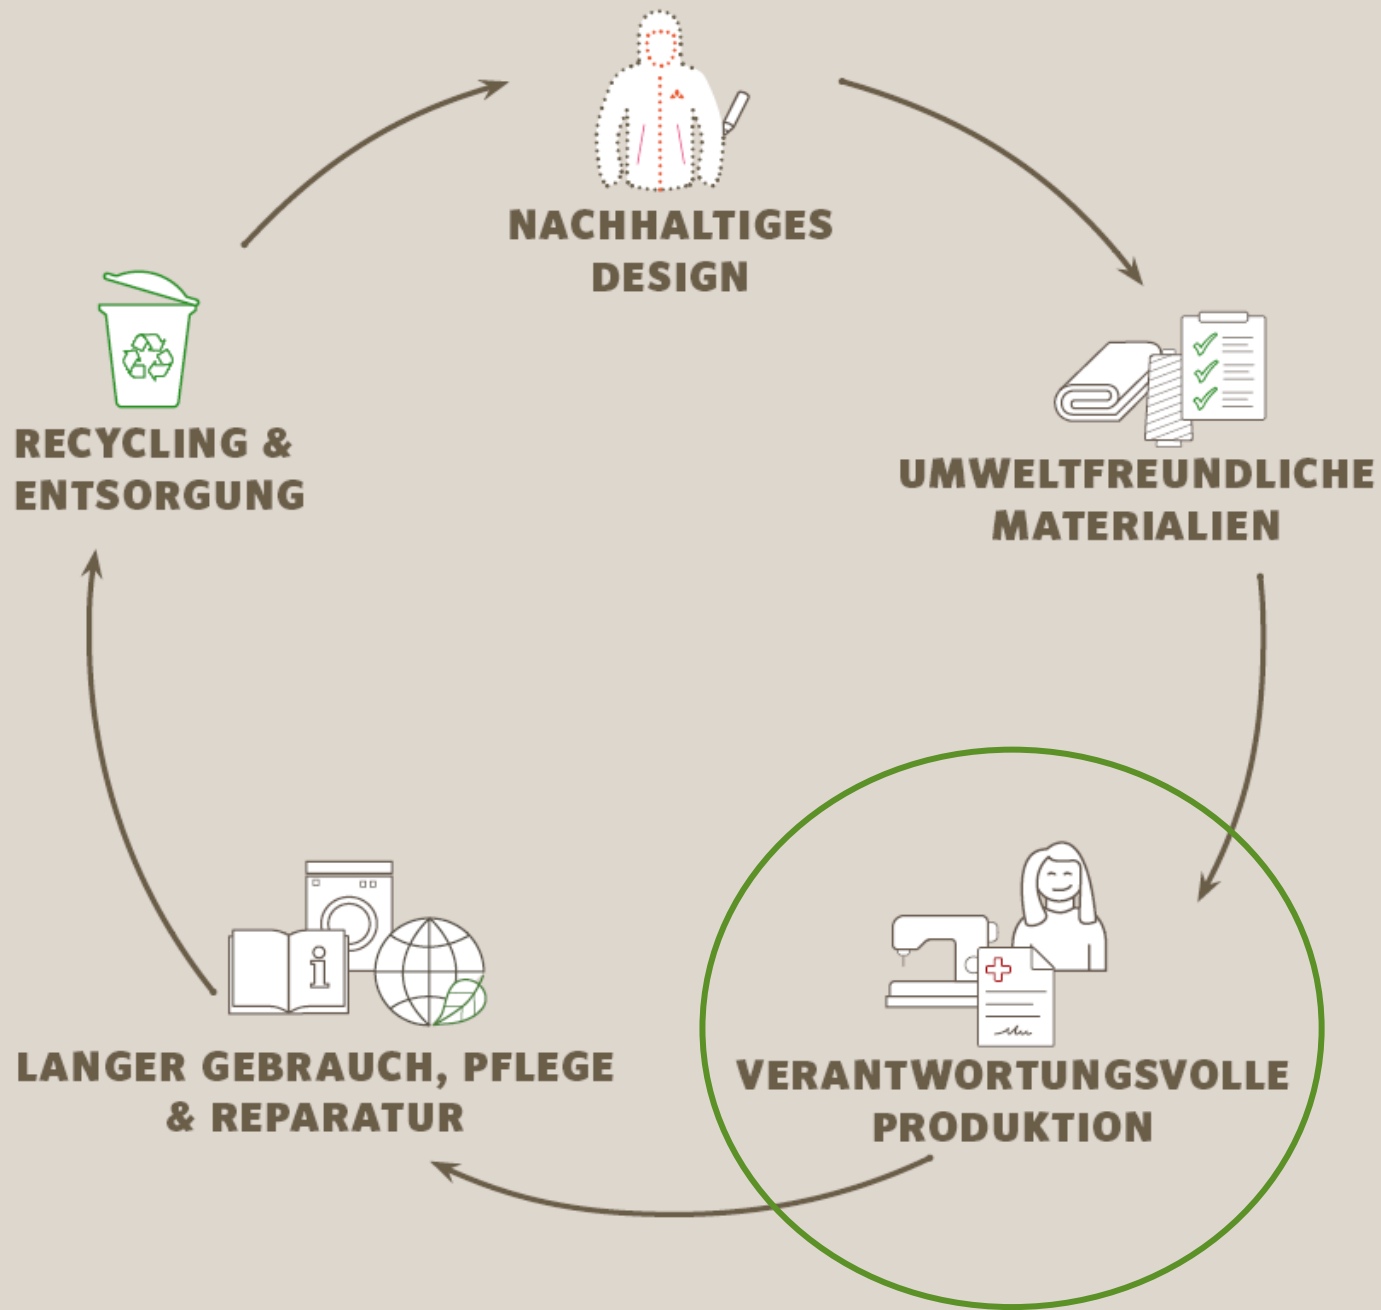 NACHHALTIGES
DESIGN
UMWELTFREUNDLICHE
MATERIALIEN
VERANTWORTUNGSVOLLE
PRODUKTION
LANGER GEBRAUCH, PFLEGE
& REPARATUR
i
RECYCLING &
ENTSORGUNG